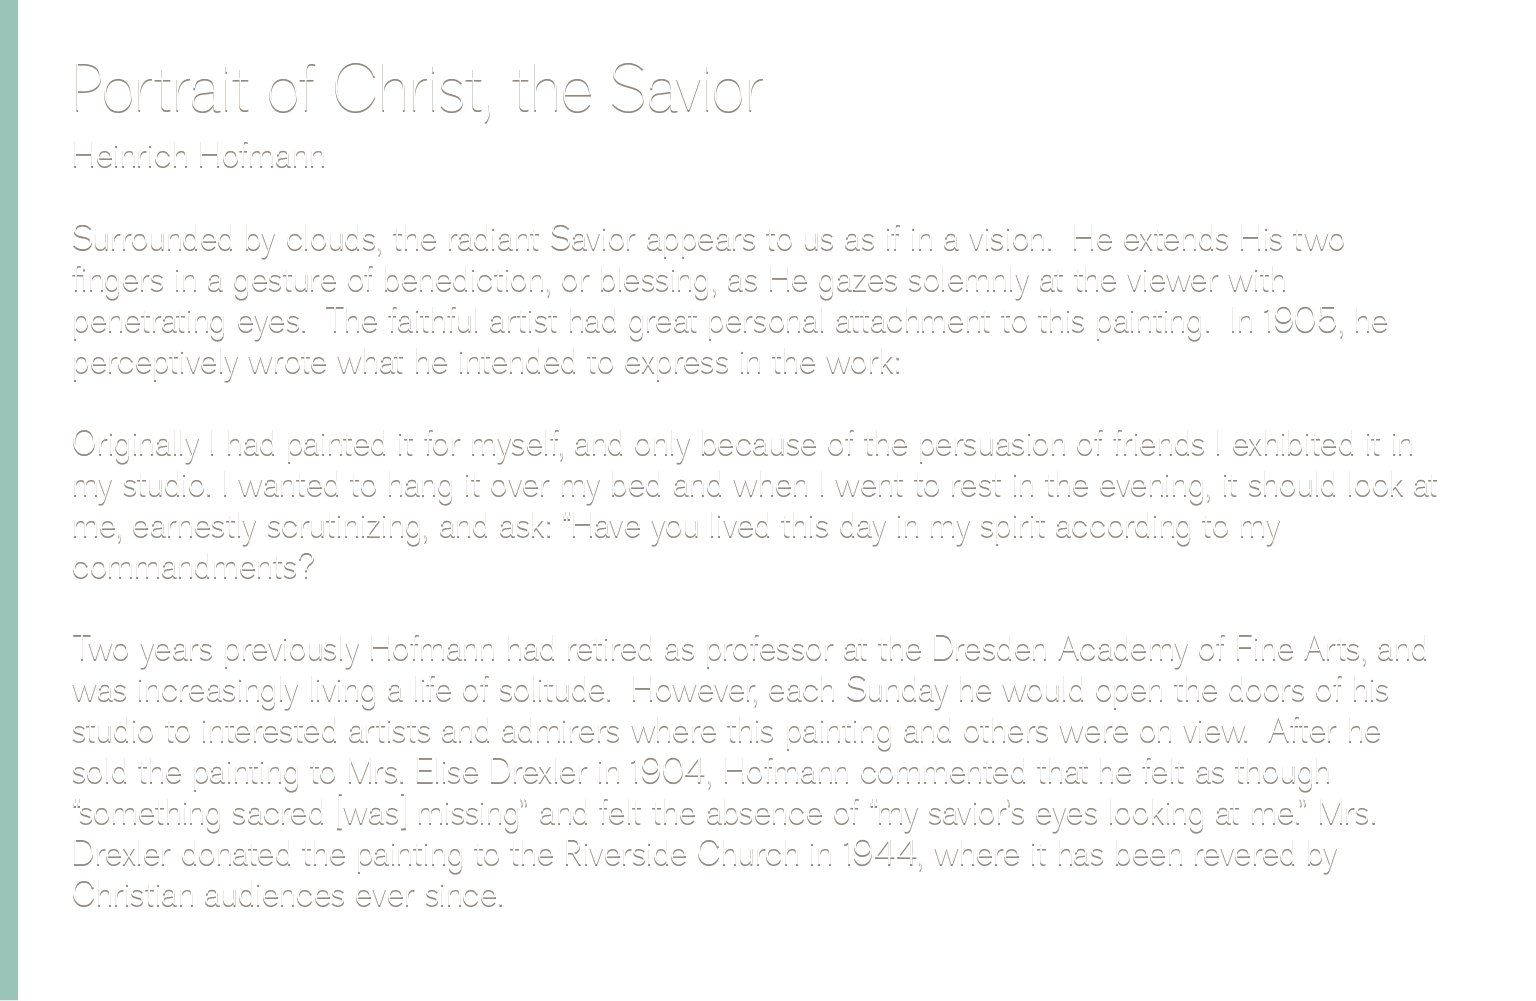 Portrait of Christ, the Savior
Heinrich Hofmann
Surrounded by clouds, the radiant Savior appears to us as if in a vision.  He extends His two
fingers in a gesture of benediction, or blessing, as He gazes solemnly at the viewer with
penetrating eyes.  The faithful artist had great personal attachment to this painting.  In 1905, he
perceptively wrote what he intended to express in the work:
Originally I had painted it for myself, and only because of the persuasion of friends I exhibited it in
my studio. I wanted to hang it over my bed and when I went to rest in the evening, it should look at
me, earnestly scrutinizing, and ask: “Have you lived this day in my spirit according to my
commandments?
Two years previously Hofmann had retired as professor at the Dresden Academy of Fine Arts, and
was increasingly living a life of solitude.  However, each Sunday he would open the doors of his
studio to interested artists and admirers where this painting and others were on view.  After he
sold the painting to Mrs. Elise Drexler in 1904, Hofmann commented that he felt as though
“something sacred [was] missing” and felt the absence of “my savior’s eyes looking at me.” Mrs.
Drexler donated the painting to the Riverside Church in 1944, where it has been revered by
Christian audiences ever since.